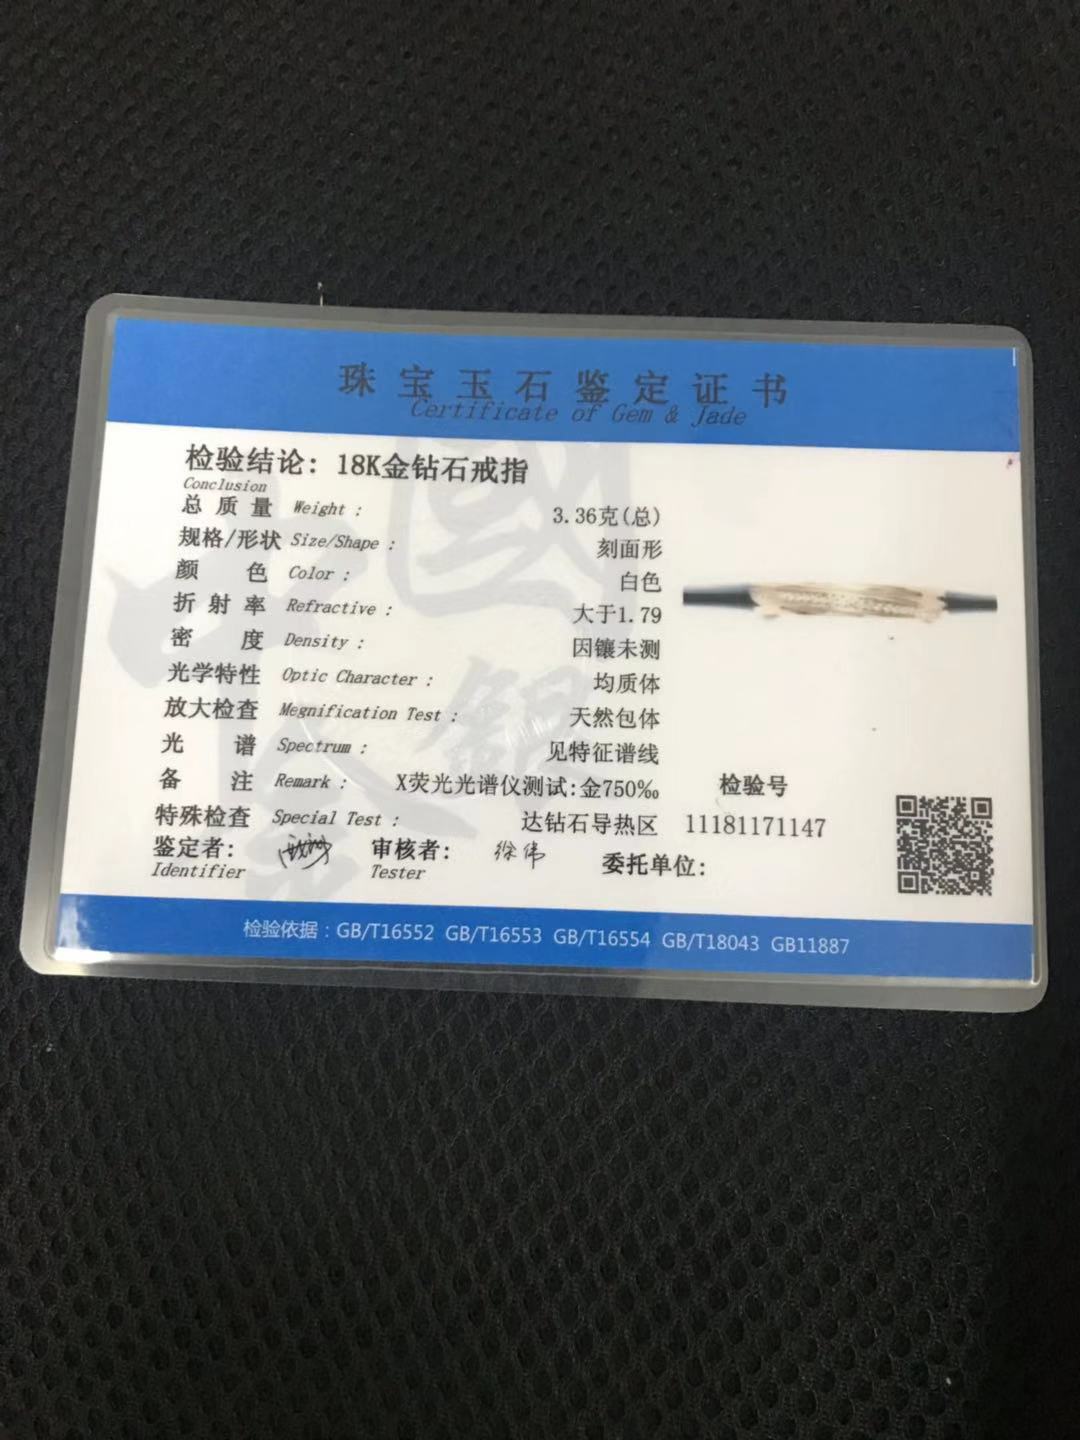 珠宝玉石鉴定证书
Certificate of Gem & Jade
检验结论: 18K金钻石戒指
Conclusion
总质量 Weight : 3.36克(总)
规格/形状 Size/Shape : 刻面形
颜色 Color : 白色
折射率 Refractive : 大于1.79
密度 Density : 因镶未测
光学特性 Optic Character : 均质体
放大检查 Megnification Test : 天然包体
光谱 Spectrum : 见特征谱线
备注 Remark : X荧光光谱仪测试:金750‰
特殊检查 Special Test : 达钻石导热区
检验号
11181171147
鉴定者: 审核者: 徐伟 委托单位:
Identifier Tester
检验依据：GB/T16552 GB/T16553 GB/T16554 GB/T18043 GB11887